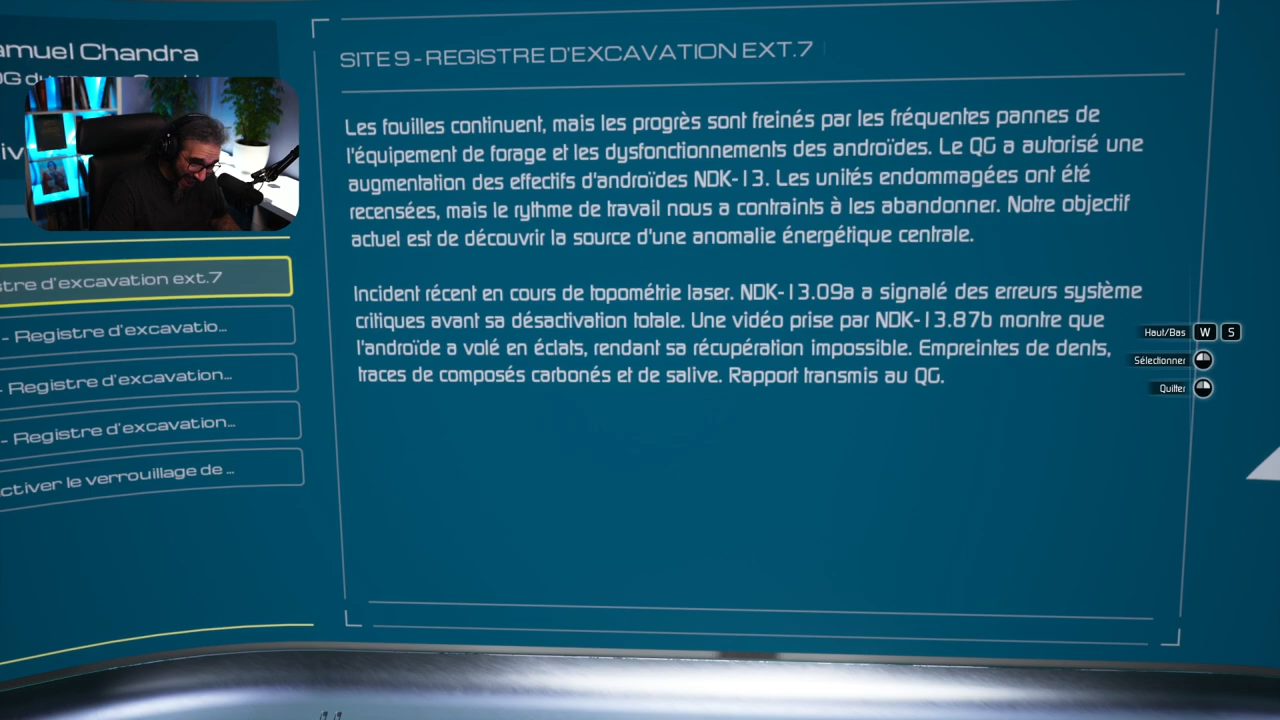 amuel Chandra
SITE 9 - REGISTRE D'EXCAVATION EXT.7
Les fouilles continuent, mais les progrès sont freinés par les fréquentes pannes de
l'équipement de forage et les dysfonctionnements des androïdes. Le QG a autorisé une
augmentation des effectifs d'androïdes NDK-13. Les unités endommagées ont été
recensées, mais le rythme de travail nous a contraints à les abandonner. Notre objectif
actuel est de découvrir la source d'une anomalie énergétique centrale.
Incident récent en cours de topométrie laser. NDK-13.09a a signalé des erreurs système
critiques avant sa désactivation totale. Une vidéo prise par NDK-13.87b montre que
l'androïde a volé en éclats, rendant sa récupération impossible. Empreintes de dents,
traces de composés carbonés et de salive. Rapport transmis au QG.
stre d'excavation ext.7
- Registre d'excavatio...
- Registre d'excavation...
- Registre d'excavation...
ctiver le verrouillage de ...
Haut/Bas W S
Sélectionner
Quitter